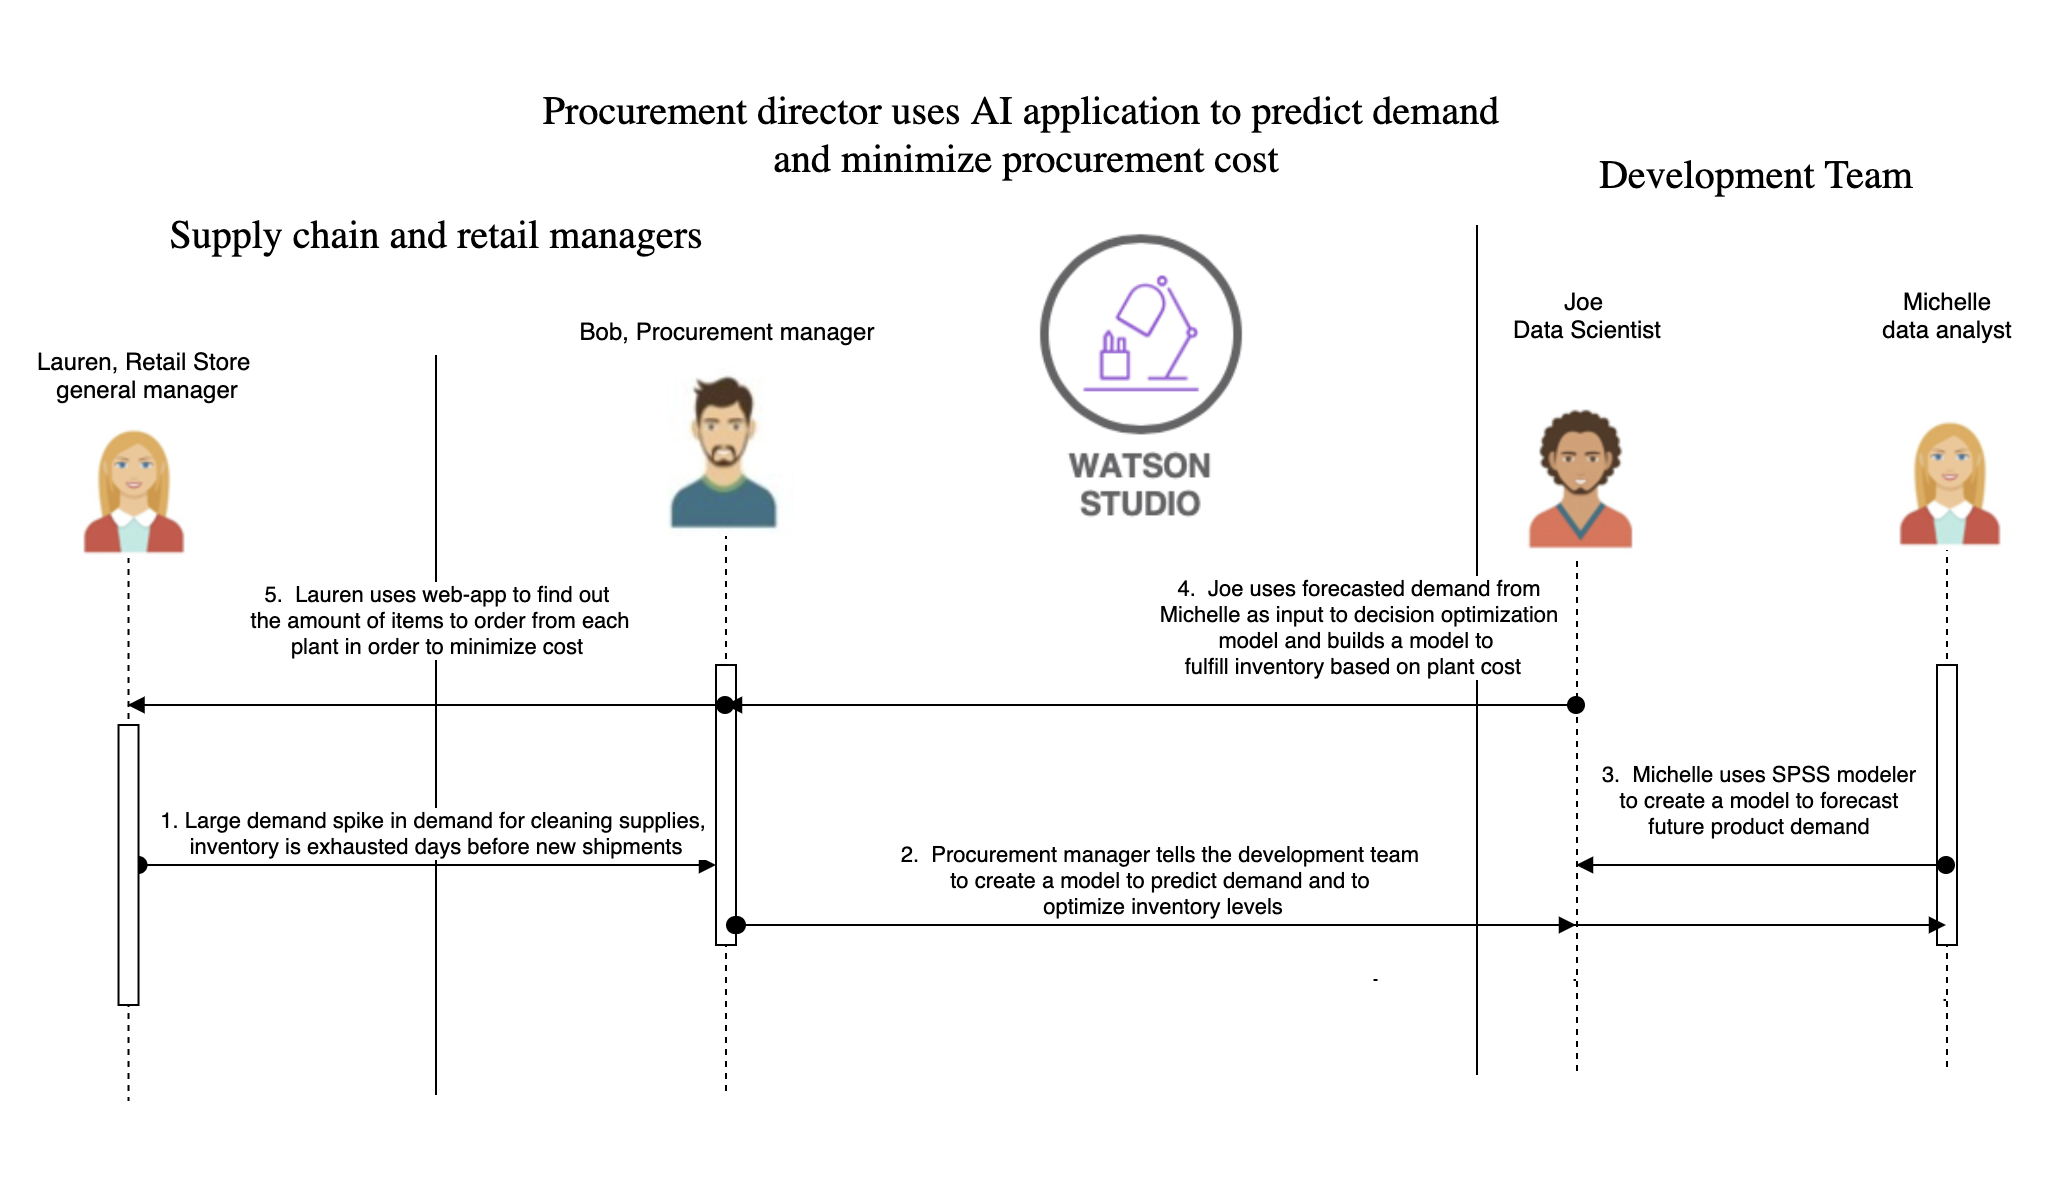 Procurement director uses AI application to predict demand
and minimize procurement cost
Development Team
Supply chain and retail managers
Joe
Data Scientist
Michelle
data analyst
Bob, Procurement manager
Lauren, Retail Store
general manager
WATSON
STUDIO
5.  Lauren uses web-app to find out
the amount of items to order from each
plant in order to minimize cost
4.  Joe uses forecasted demand from
Michelle as input to decision optimization
model and builds a model to
fulfill inventory based on plant cost
3.  Michelle uses SPSS modeler
to create a model to forecast
future product demand
1. Large demand spike in demand for cleaning supplies,
inventory is exhausted days before new shipments
2.  Procurement manager tells the development team
to create a model to predict demand and to
optimize inventory levels